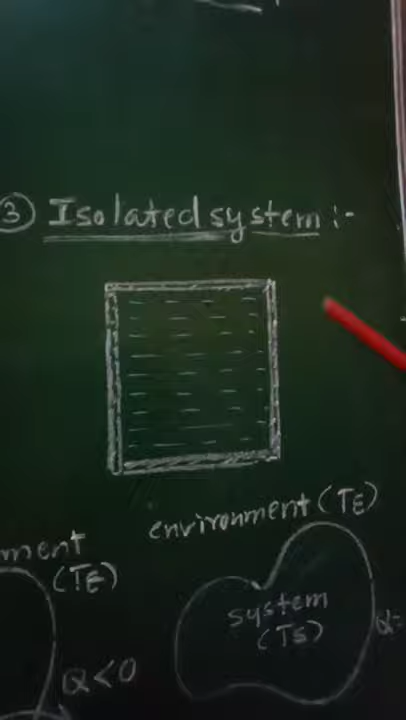 ③ Isolated system :-
environment (TE)
ment
(TE)
system
(Ts)
Q<0